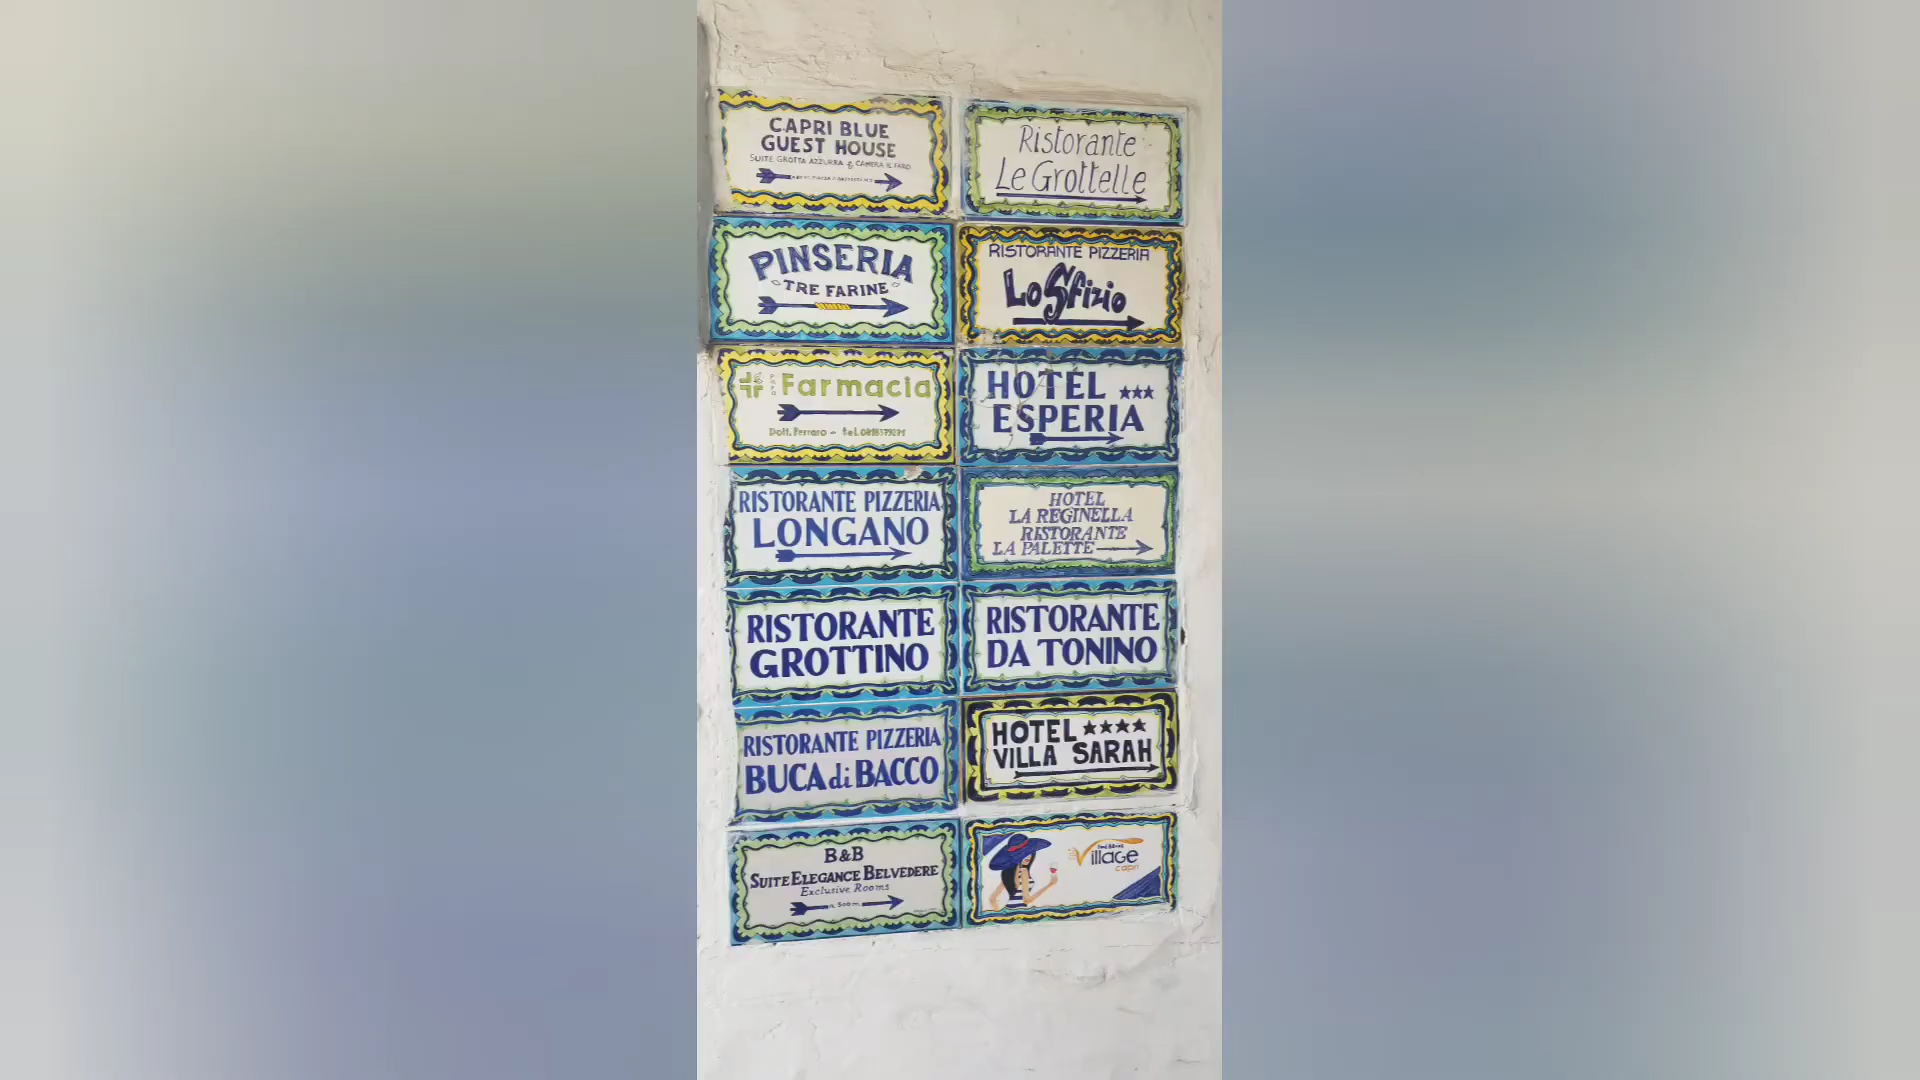 CAPRI BLUE
GUEST HOUSE
SUITE GROTTA AZZURRA & CAMERA IL FARO
Ristorante
Le Grottelle
PINSERIA
TRE FARINE
RISTORANTE PIZZERIA
Lo Sfizio
Para
Farmacia
Dott. Ferraro - Tel.
HOTEL ★★★
ESPERIA
RISTORANTE PIZZERIA
LONGANO
HOTEL
LA REGINELLA
RISTORANTE
LA PALETTE
RISTORANTE
GROTTINO
RISTORANTE
DA TONINO
RISTORANTE PIZZERIA
BUCA di BACCO
HOTEL ★★★★
VILLA SARAH
B&B
SUITE ELEGANCE BELVEDERE
Exclusive Rooms
Village
capri